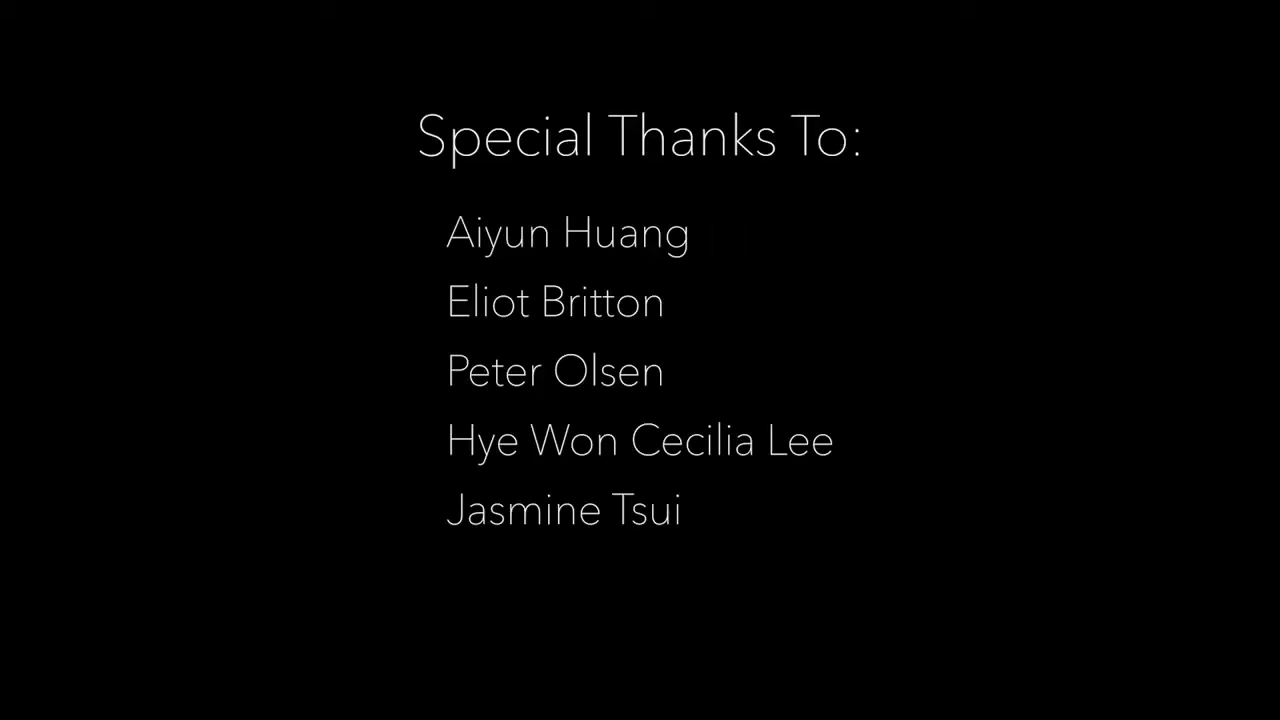 Special Thanks To:
Aiyun Huang
Eliot Britton
Peter Olsen
Hye Won Cecilia Lee
Jasmine Tsui